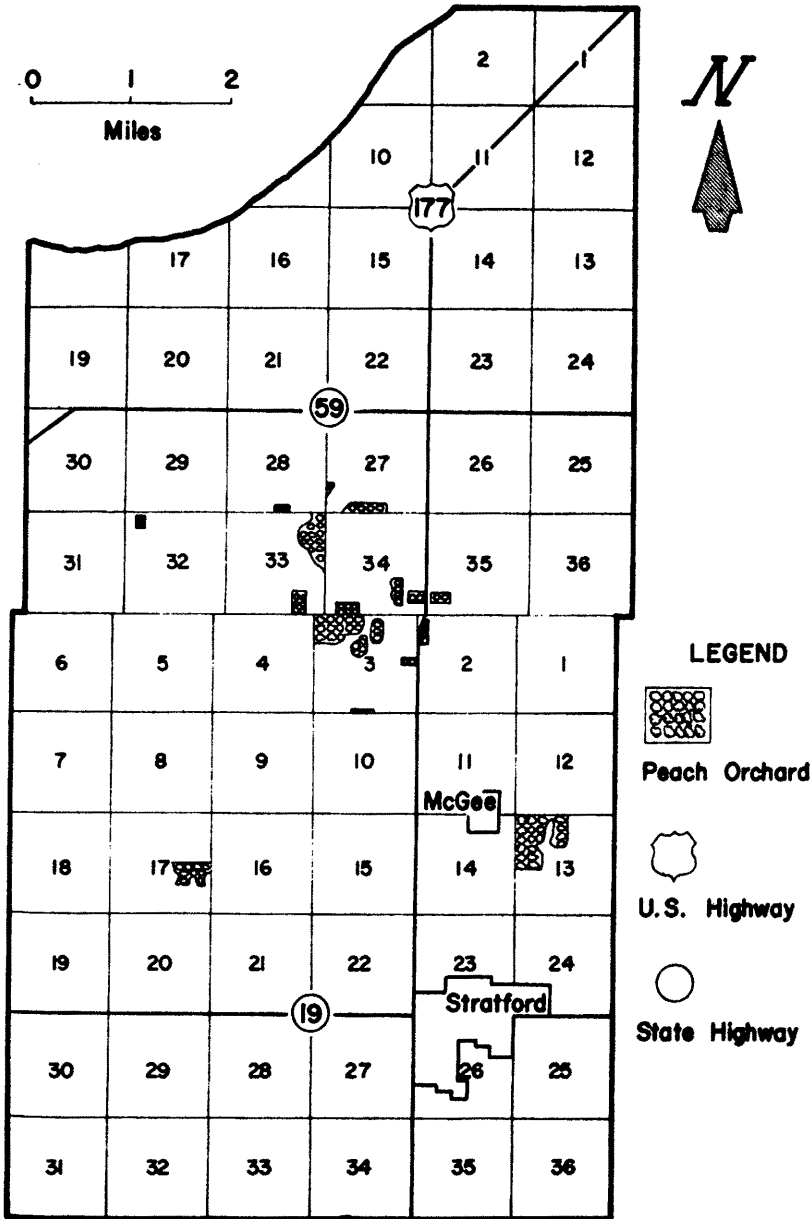 2 1
N
0 1 2
Miles
10 11 12
177
17 16 15 14 13
19 20 21 22 23 24
59
30 29 28 27 26 25
31 32 33 34 35 36
6 5 4 3 2 1
LEGEND
7 8 9 10 11 12
Peach Orchard
McGee
18 17 16 15 14 13
U.S. Highway
19 20 21 22 23 24
Stratford
19
State Highway
30 29 28 27 26 25
31 32 33 34 35 36